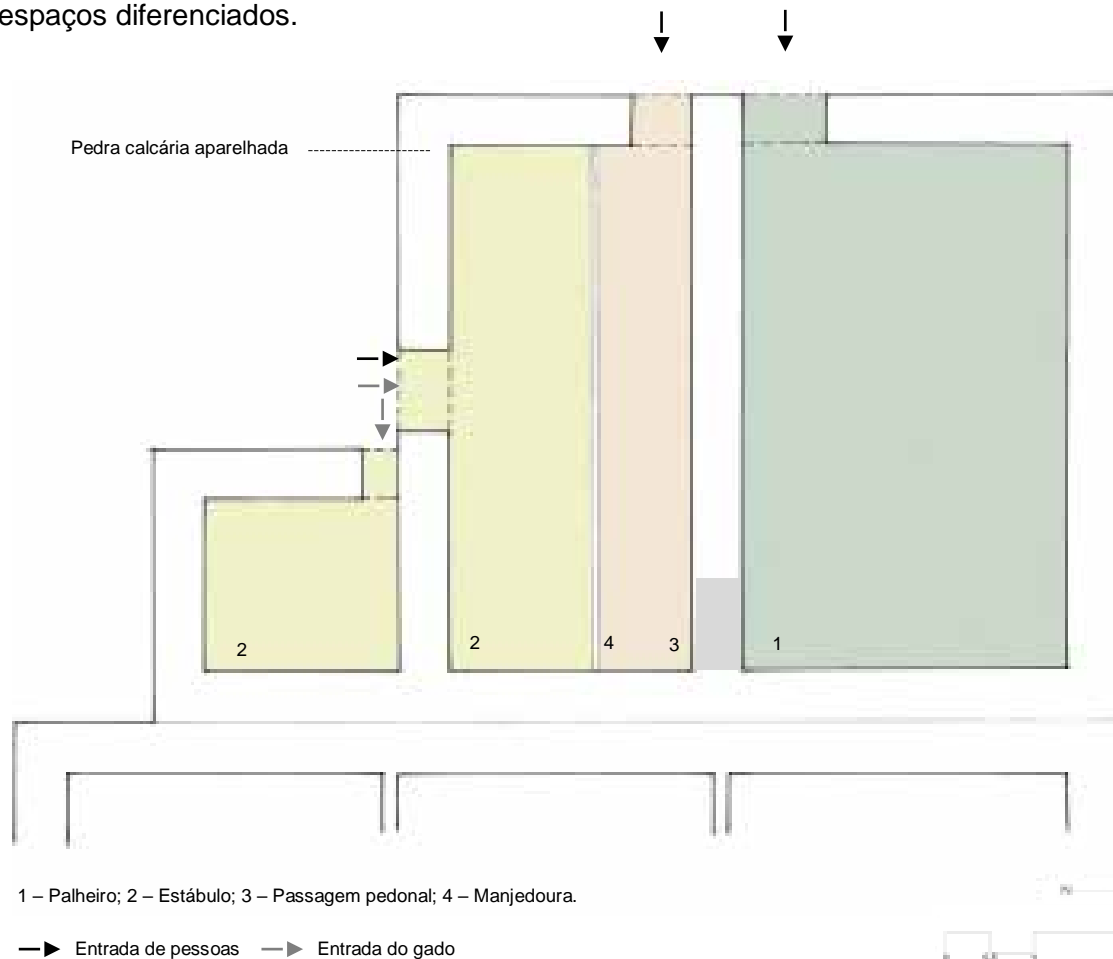 espaços diferenciados.
Pedra calcária aparelhada
2
2
4
3
1
1 – Palheiro; 2 – Estábulo; 3 – Passagem pedonal; 4 – Manjedoura.
Entrada de pessoas
Entrada do gado